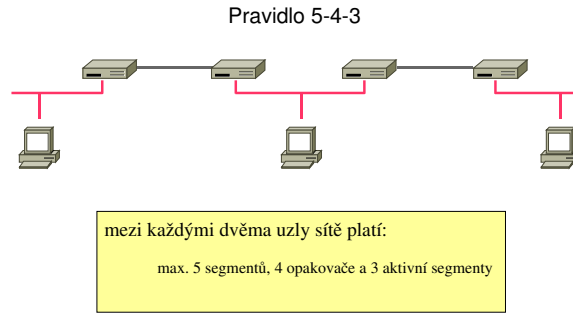 Pravidlo 5-4-3
mezi každými dvěma uzly sítě platí:
max. 5 segmentů, 4 opakovače a 3 aktivní segmenty